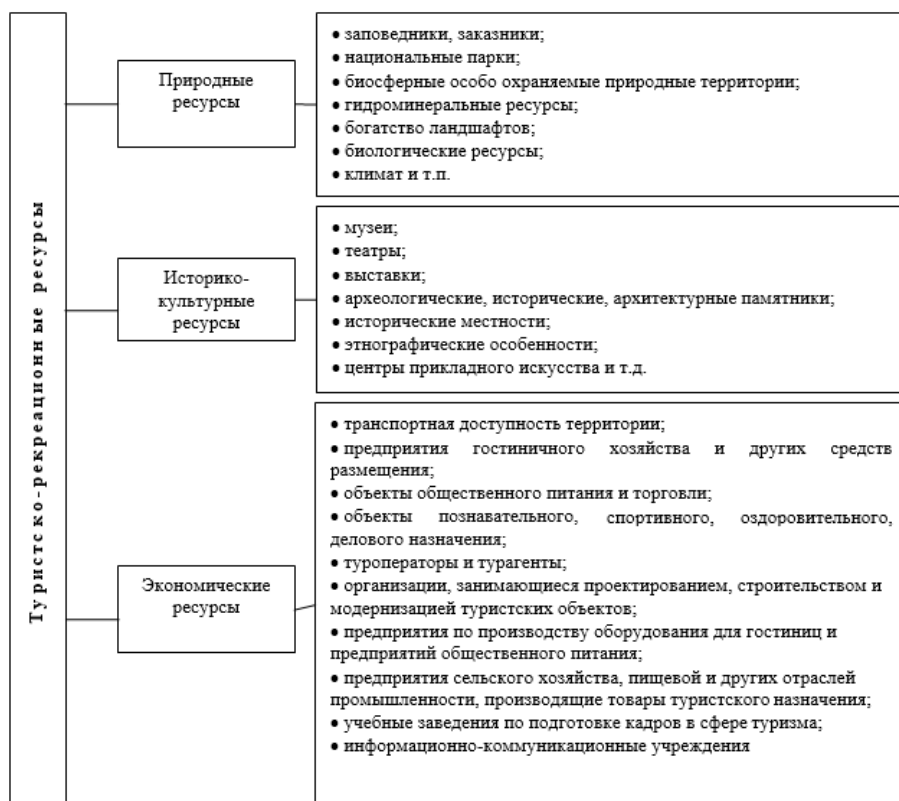 Туристско-рекреационные ресурсы
Природные
ресурсы
• заповедники, заказники;
• национальные парки;
• биосферные особо охраняемые природные территории;
• гидроминеральные ресурсы;
• богатство ландшафтов;
• биологические ресурсы;
• климат и т.п.
Историко-
культурные
ресурсы
• музеи;
• театры;
• выставки;
• археологические, исторические, архитектурные памятники;
• исторические местности;
• этнографические особенности;
• центры прикладного искусства и т.д.
Экономические
ресурсы
• транспортная доступность территории;
• предприятия гостиничного хозяйства и других средств
размещения;
• объекты общественного питания и торговли;
• объекты познавательного, спортивного, оздоровительного,
делового назначения;
• туроператоры и турагенты;
• организации, занимающиеся проектированием, строительством и
модернизацией туристских объектов;
• предприятия по производству оборудования для гостиниц и
предприятий общественного питания;
• предприятия сельского хозяйства, пищевой и других отраслей
промышленности, производящие товары туристского назначения;
• учебные заведения по подготовке кадров в сфере туризма;
• информационно-коммуникационные учреждения